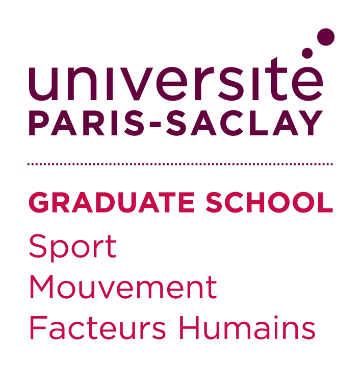 université
PARIS-SACLAY
GRADUATE SCHOOL
Sport
Mouvement
Facteurs Humains